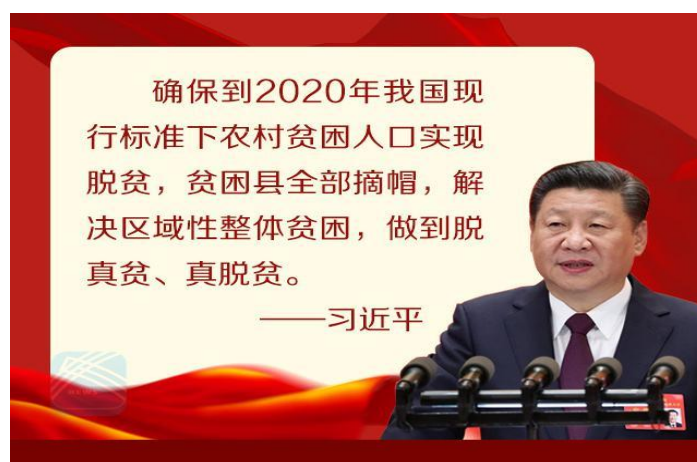 确保到2020年我国现
行标准下农村贫困人口实现
脱贫，贫困县全部摘帽，解
决区域性整体贫困，做到脱
真贫、真脱贫。
——习近平
NEWS